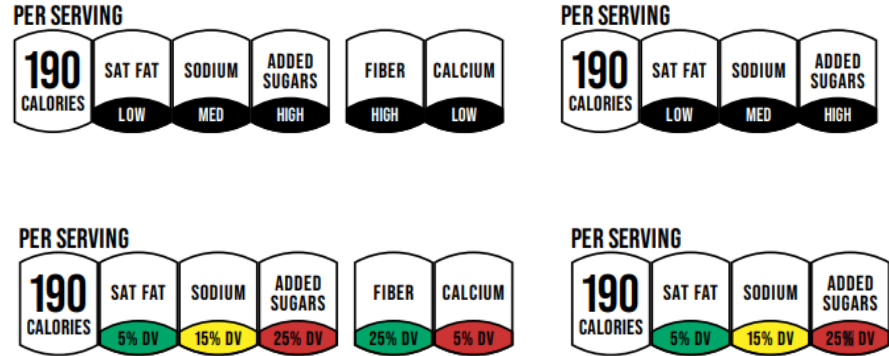 PER SERVING
190 CALORIES
SAT FAT LOW
SODIUM MED
ADDED SUGARS HIGH
FIBER HIGH
CALCIUM LOW
PER SERVING
190 CALORIES
SAT FAT LOW
SODIUM MED
ADDED SUGARS HIGH
PER SERVING
190 CALORIES
SAT FAT 5% DV
SODIUM 15% DV
ADDED SUGARS 25% DV
FIBER 25% DV
CALCIUM 5% DV
PER SERVING
190 CALORIES
SAT FAT 5% DV
SODIUM 15% DV
ADDED SUGARS 25% DV